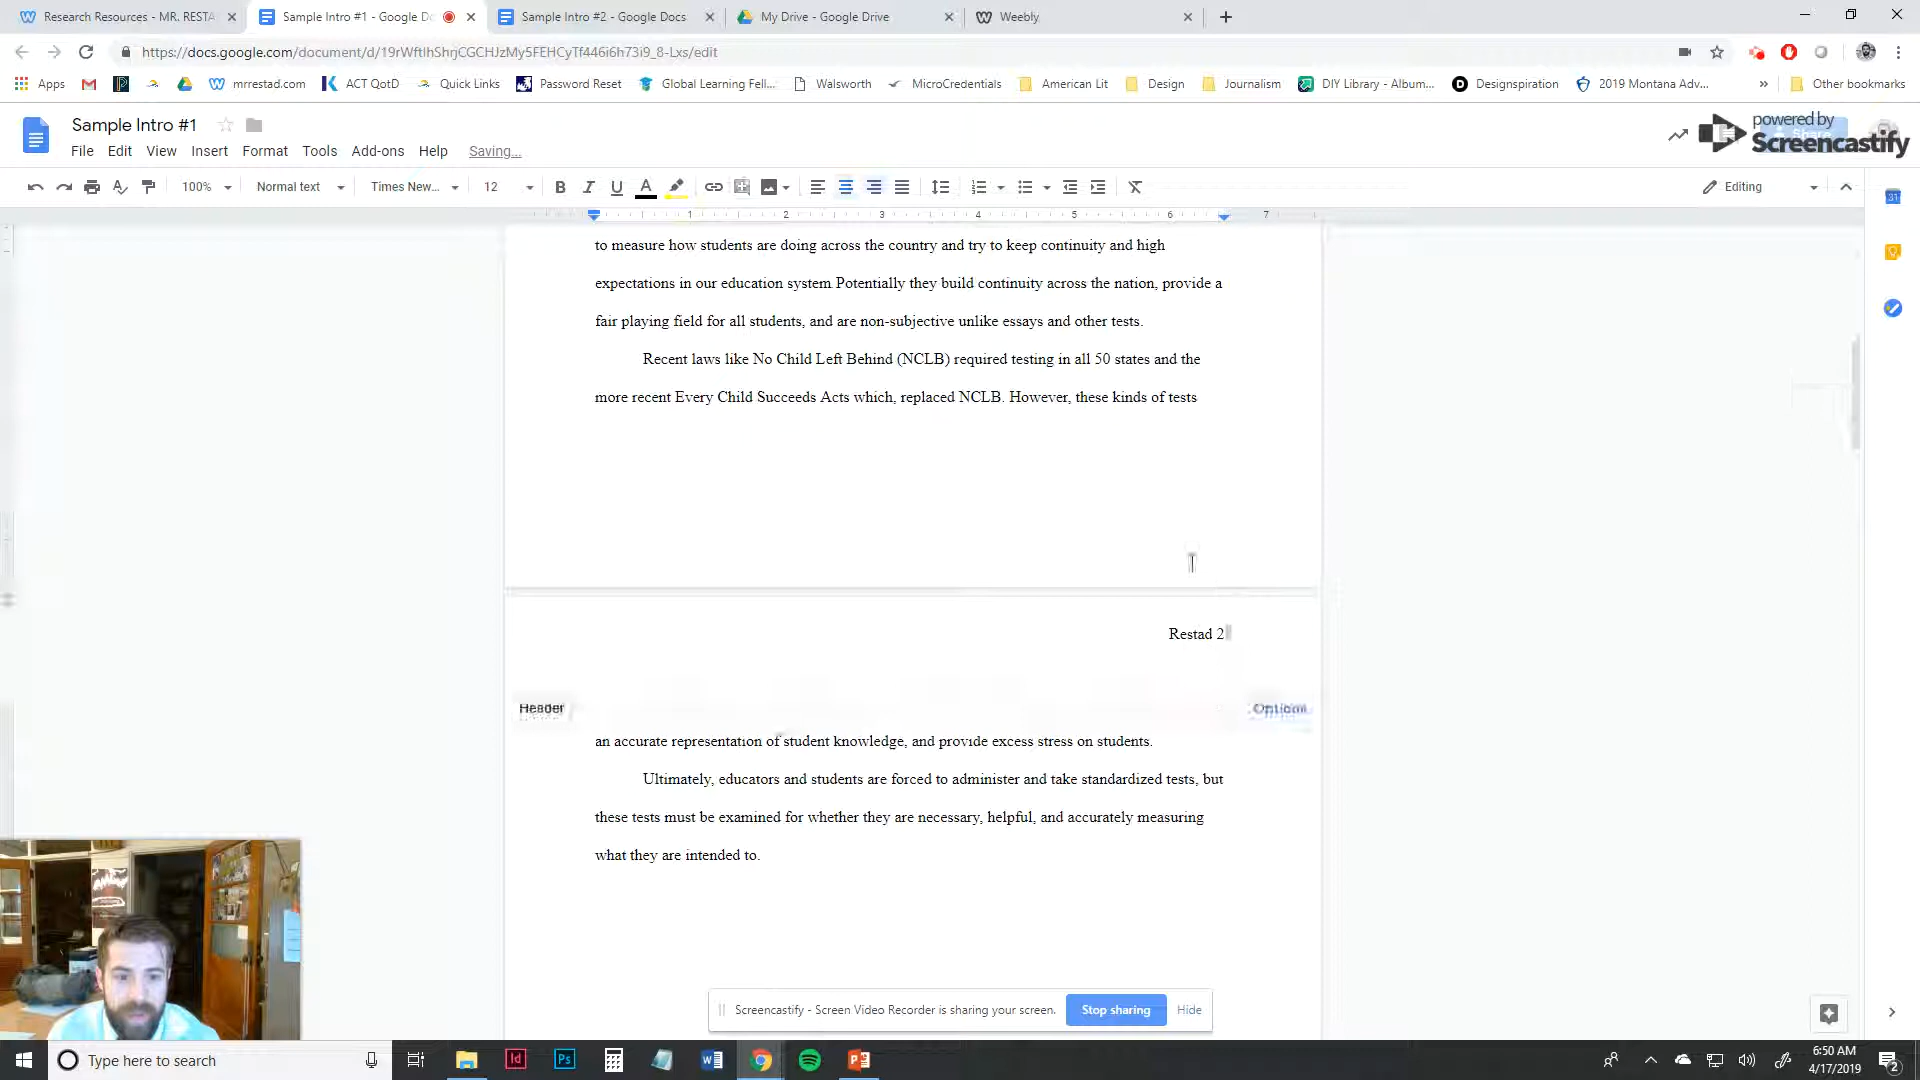 Research Resources - MR. RESTA
Sample Intro #1 - Google Do
Sample Intro #2 - Google Docs
My Drive - Google Drive
Weebly
https://docs.google.com/document/d/19rWftIhShrjCGCHJzMy5FEHCyTf446i6h73i9_8-Lxs/edit
Apps
mrrestad.com
ACT QotD
Quick Links
Password Reset
Global Learning Fell...
Walsworth
MicroCredentials
American Lit
Design
Journalism
DIY Library - Album...
Designspiration
2019 Montana Adv...
Other bookmarks
Sample Intro #1
powered by
Screencastify
File Edit View Insert Format Tools Add-ons Help Saving...
100% Normal text Times New... 12 Editing
1 2 3 4 5 6 7
to measure how students are doing across the country and try to keep continuity and high
expectations in our education system Potentially they build continuity across the nation, provide a
fair playing field for all students, and are non-subjective unlike essays and other tests.
Recent laws like No Child Left Behind (NCLB) required testing in all 50 states and the
more recent Every Child Succeeds Acts which, replaced NCLB. However, these kinds of tests
Restad 2
Header
Options
an accurate representation of student knowledge, and provide excess stress on students.
Ultimately, educators and students are forced to administer and take standardized tests, but
these tests must be examined for whether they are necessary, helpful, and accurately measuring
what they are intended to.
Screencastify - Screen Video Recorder is sharing your screen.
Stop sharing
Hide
Type here to search
6:50 AM
4/17/2019